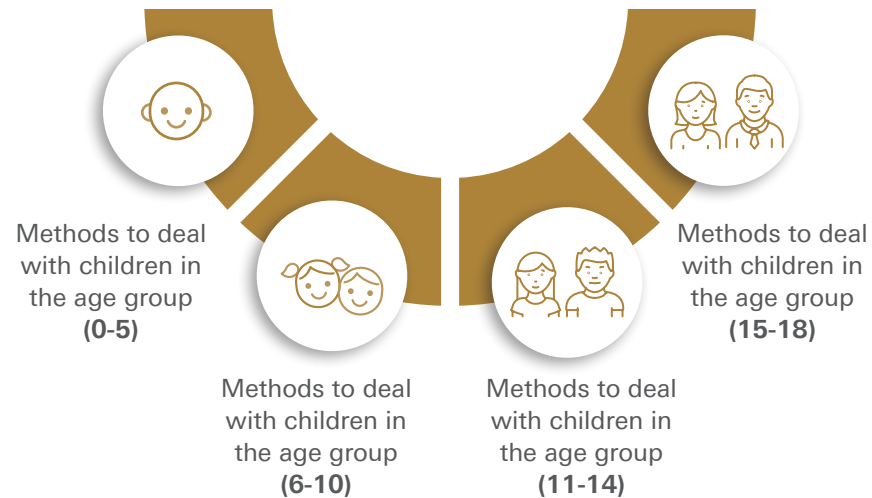 Methods to deal
with children in
the age group
(0-5)
Methods to deal
with children in
the age group
(6-10)
Methods to deal
with children in
the age group
(11-14)
Methods to deal
with children in
the age group
(15-18)